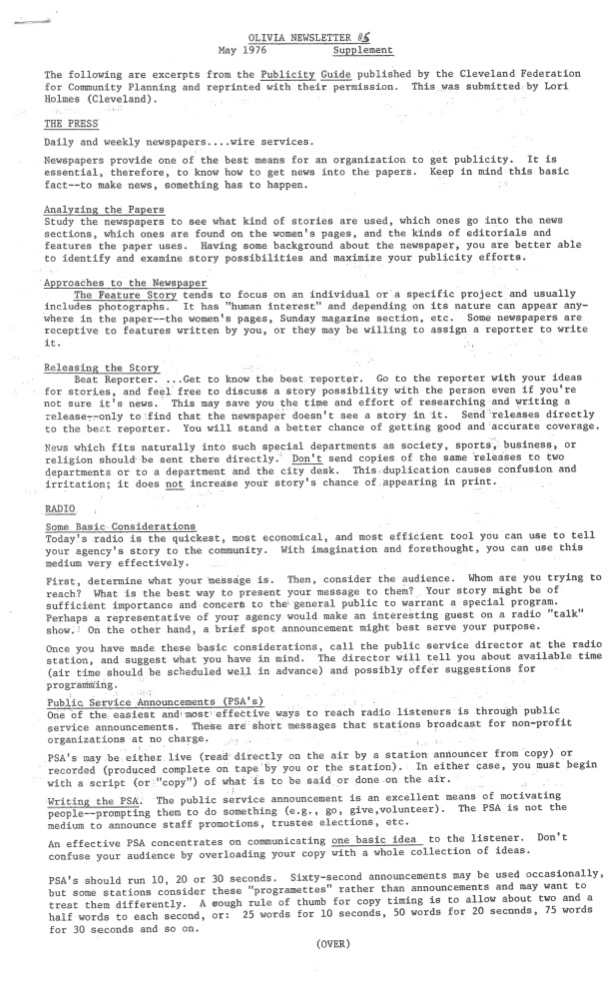 OLIVIA NEWSLETTER #5
May 1976 Supplement
The following are excerpts from the Publicity Guide published by the Cleveland Federation
for Community Planning and reprinted with their permission. This was submitted by Lori
Holmes (Cleveland).
THE PRESS
Daily and weekly newspapers....wire services.
Newspapers provide one of the best means for an organization to get publicity. It is
essential, therefore, to know how to get news into the papers. Keep in mind this basic
fact--to make news, something has to happen.
Analyzing the Papers
Study the newspapers to see what kind of stories are used, which ones go into the news
sections, which ones are found on the women's pages, and the kinds of editorials and
features the paper uses. Having some background about the newspaper, you are better able
to identify and examine story possibilities and maximize your publicity efforts.
Approaches to the Newspaper
The Feature Story tends to focus on an individual or a specific project and usually
includes photographs. It has "human interest" and depending on its nature can appear any-
where in the paper--the women's pages, Sunday magazine section, etc. Some newspapers are
receptive to features written by you, or they may be willing to assign a reporter to write
it.
Releasing the Story
Beat Reporter. ...Get to know the beat reporter. Go to the reporter with your ideas
for stories, and feel free to discuss a story possibility with the person even if you're
not sure it's news. This may save you the time and effort of researching and writing a
release--only to find that the newspaper doesn't see a story in it. Send releases directly
to the beat reporter. You will stand a better chance of getting good and accurate coverage.
News which fits naturally into such special departments as society, sports, business, or
religion should be sent there directly. Don't send copies of the same releases to two
departments or to a department and the city desk. This duplication causes confusion and
irritation; it does not increase your story's chance of appearing in print.
RADIO
Some Basic Considerations
Today's radio is the quickest, most economical, and most efficient tool you can use to tell
your agency's story to the community. With imagination and forethought, you can use this
medium very effectively.
First, determine what your message is. Then, consider the audience. Whom are you trying to
reach? What is the best way to present your message to them? Your story might be of
sufficient importance and concern to the general public to warrant a special program.
Perhaps a representative of your agency would make an interesting guest on a radio "talk"
show. On the other hand, a brief spot announcement might best serve your purpose.
Once you have made these basic considerations, call the public service director at the radio
station, and suggest what you have in mind. The director will tell you about available time
(air time should be scheduled well in advance) and possibly offer suggestions for
programming.
Public Service Announcements (PSA's)
One of the easiest and most effective ways to reach radio listeners is through public
service announcements. These are short messages that stations broadcast for non-profit
organizations at no charge.
PSA's may be either live (read directly on the air by a station announcer from copy) or
recorded (produced complete on tape by you or the station). In either case, you must begin
with a script (or "copy") of what is to be said or done on the air.
Writing the PSA. The public service announcement is an excellent means of motivating
people--prompting them to do something (e.g., go, give,volunteer). The PSA is not the
medium to announce staff promotions, trustee elections, etc.
An effective PSA concentrates on communicating one basic idea to the listener. Don't
confuse your audience by overloading your copy with a whole collection of ideas.
PSA's should run 10, 20 or 30 seconds. Sixty-second announcements may be used occasionally,
but some stations consider these "programettes" rather than announcements and may want to
treat them differently. A rough rule of thumb for copy timing is to allow about two and a
half words to each second, or: 25 words for 10 seconds, 50 words for 20 seconds, 75 words
for 30 seconds and so on.
(OVER)